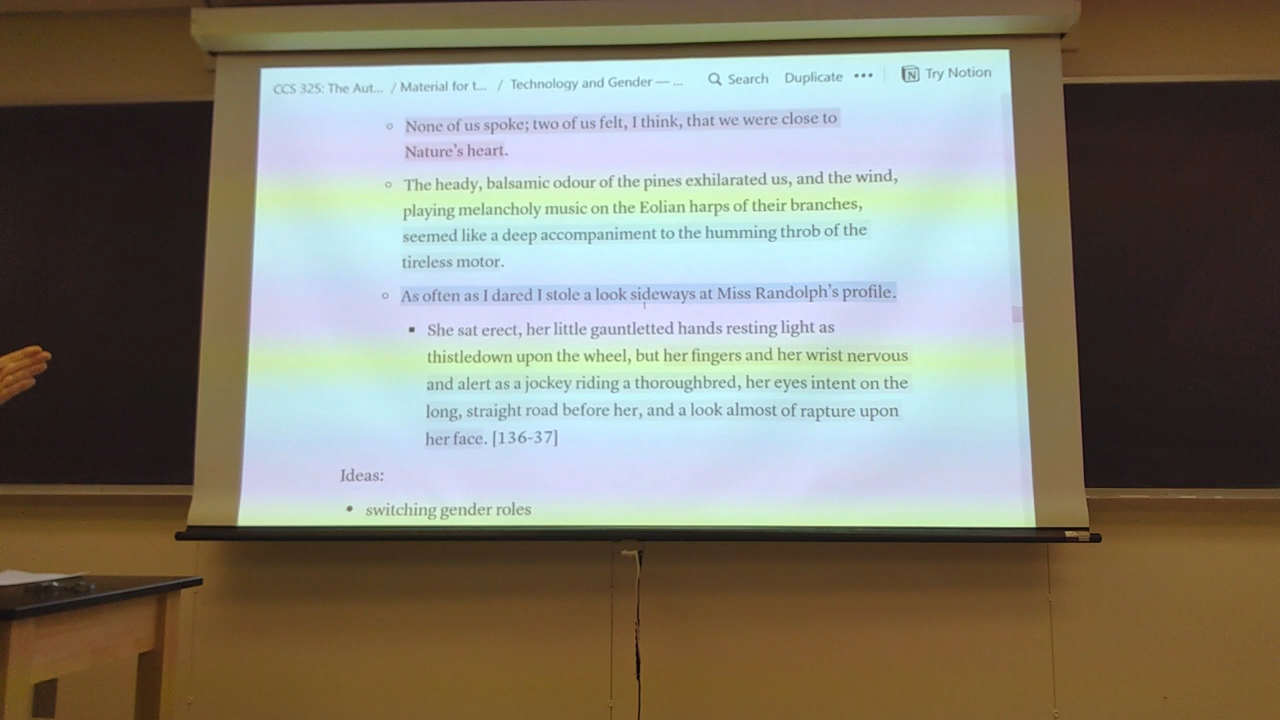 CCS 325: The Aut... / Material for t... / Technology and Gender — ... Search Duplicate ••• Try Notion
None of us spoke; two of us felt, I think, that we were close to
Nature's heart.
The heady, balsamic odour of the pines exhilarated us, and the wind,
playing melancholy music on the Eolian harps of their branches,
seemed like a deep accompaniment to the humming throb of the
tireless motor.
As often as I dared I stole a look sideways at Miss Randolph's profile.
She sat erect, her little gauntletted hands resting light as
thistledown upon the wheel, but her fingers and her wrist nervous
and alert as a jockey riding a thoroughbred, her eyes intent on the
long, straight road before her, and a look almost of rapture upon
her face. [136-37]
Ideas:
switching gender roles